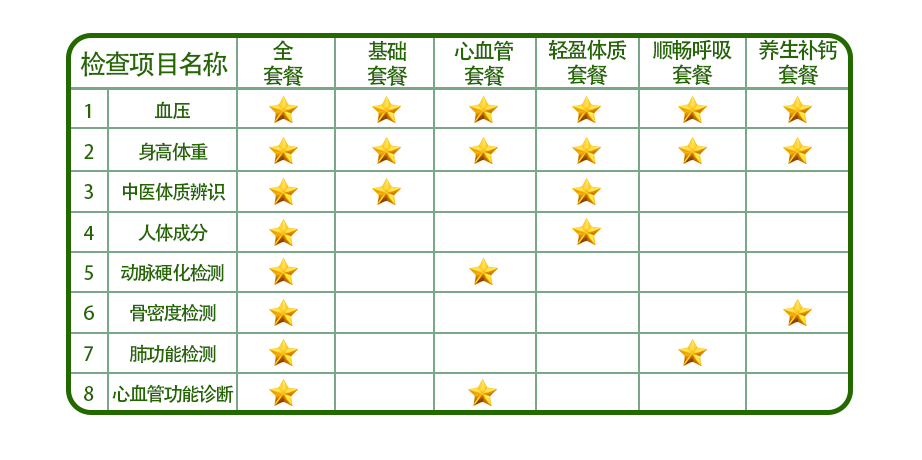 检查项目名称 全套餐 基础套餐 心血管套餐 轻盈体质套餐 顺畅呼吸套餐 养生补钙套餐
1 血压
2 身高体重
3 中医体质辨识
4 人体成分
5 动脉硬化检测
6 骨密度检测
7 肺功能检测
8 心血管功能诊断